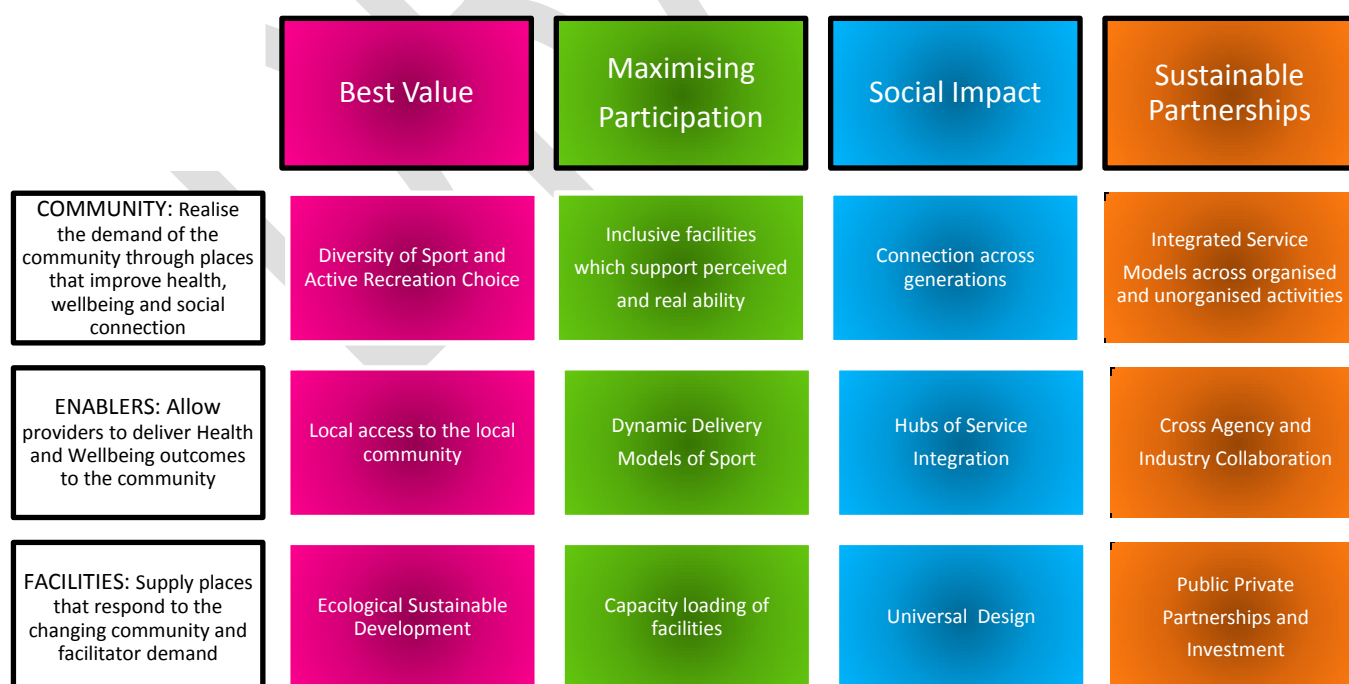 Best Value
Maximising
Participation
Social Impact
Sustainable
Partnerships
COMMUNITY: Realise
the demand of the
community through places
that improve health,
wellbeing and social
connection
Diversity of Sport and
Active Recreation Choice
Inclusive facilities
which support perceived
and real ability
Connection across
generations
Integrated Service
Models across organised
and unorganised activities
ENABLERS: Allow
providers to deliver Health
and Wellbeing outcomes
to the community
Local access to the local
community
Dynamic Delivery
Models of Sport
Hubs of Service
Integration
Cross Agency and
Industry Collaboration
FACILITIES: Supply places
that respond to the
changing community and
facilitator demand
Ecological Sustainable
Development
Capacity loading of
facilities
Universal Design
Public Private
Partnerships and
Investment